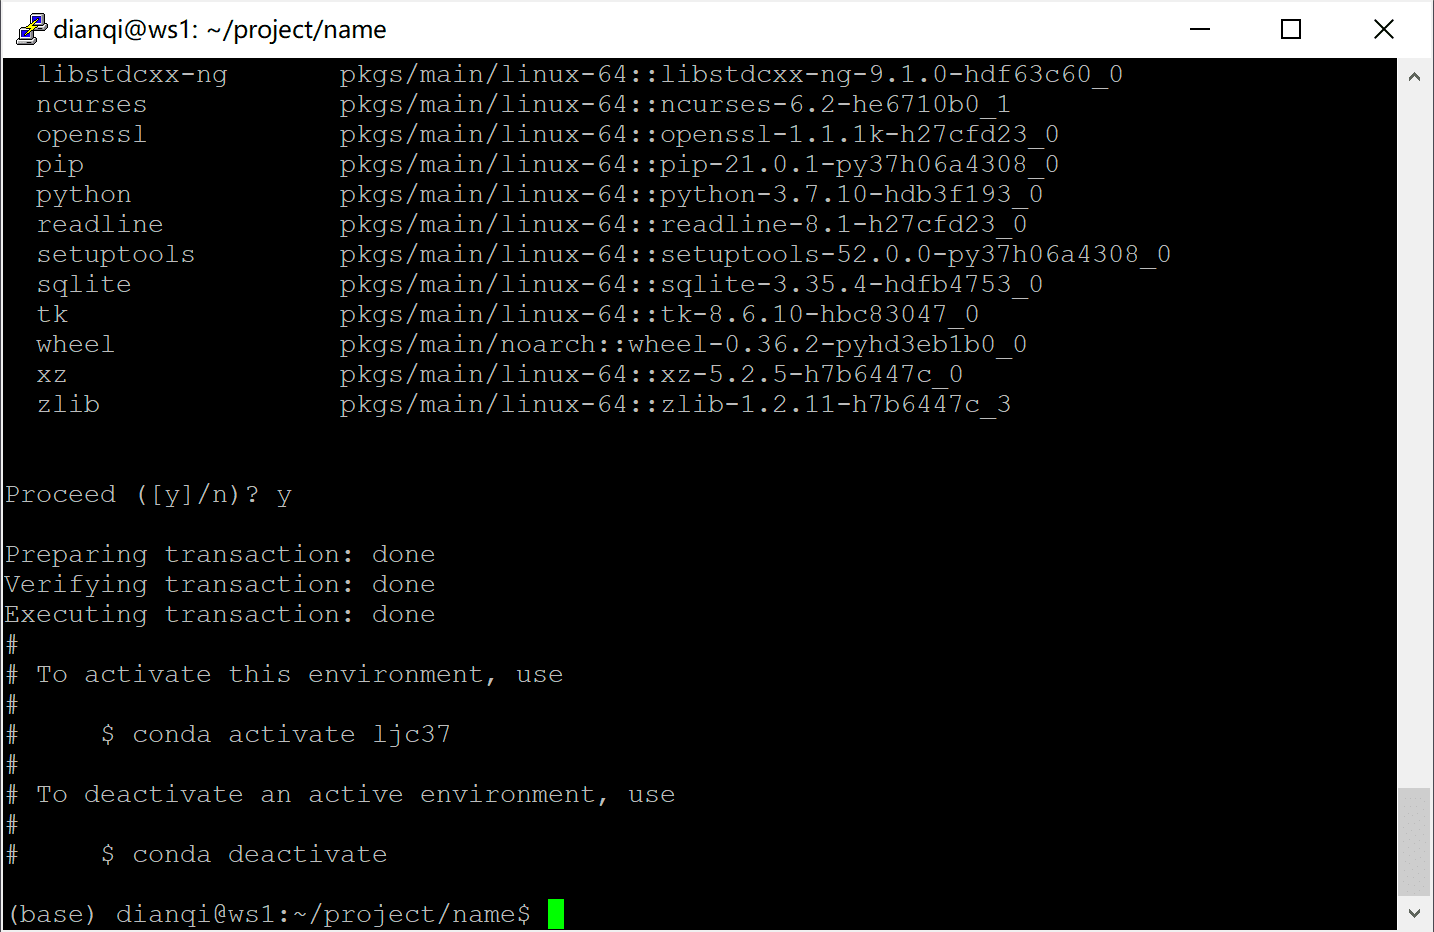 dianqi@ws1: ~/project/name
libstdcxx-ng pkgs/main/linux-64::libstdcxx-ng-9.1.0-hdf63c60_0
ncurses pkgs/main/linux-64::ncurses-6.2-he6710b0_1
openssl pkgs/main/linux-64::openssl-1.1.1k-h27cfd23_0
pip pkgs/main/linux-64::pip-21.0.1-py37h06a4308_0
python pkgs/main/linux-64::python-3.7.10-hdb3f193_0
readline pkgs/main/linux-64::readline-8.1-h27cfd23_0
setuptools pkgs/main/linux-64::setuptools-52.0.0-py37h06a4308_0
sqlite pkgs/main/linux-64::sqlite-3.35.4-hdfb4753_0
tk pkgs/main/linux-64::tk-8.6.10-hbc83047_0
wheel pkgs/main/noarch::wheel-0.36.2-pyhd3eb1b0_0
xz pkgs/main/linux-64::xz-5.2.5-h7b6447c_0
zlib pkgs/main/linux-64::zlib-1.2.11-h7b6447c_3
Proceed ([y]/n)? y
Preparing transaction: done
Verifying transaction: done
Executing transaction: done
#
# To activate this environment, use
#
# $ conda activate ljc37
#
# To deactivate an active environment, use
#
# $ conda deactivate
(base) dianqi@ws1:~/project/name$